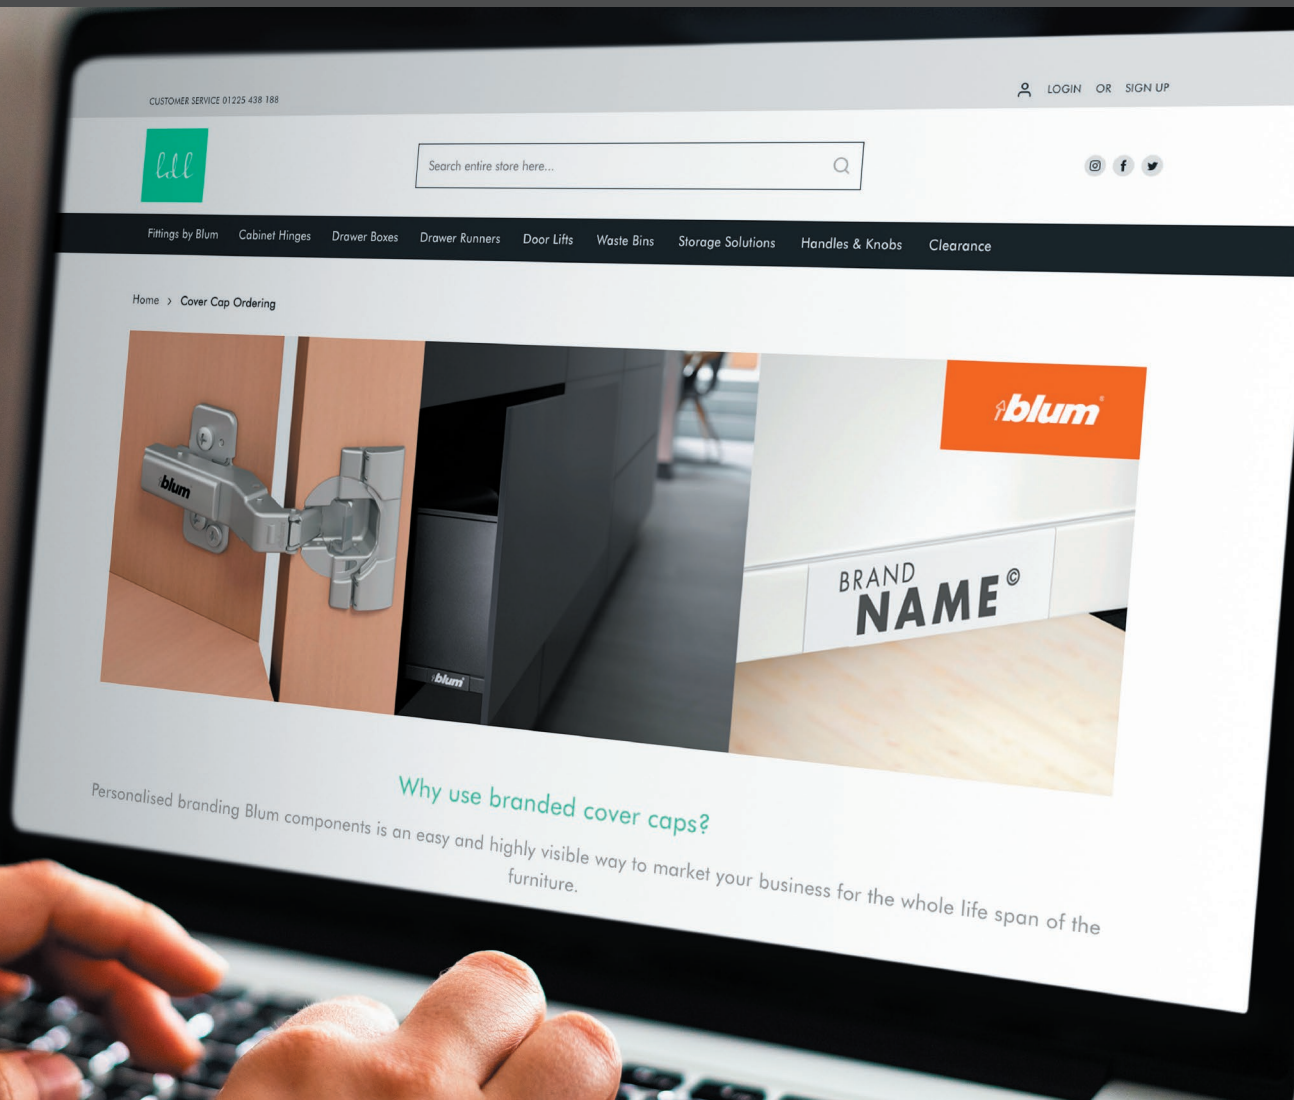 CUSTOMER SERVICE 01225 438 188
LOGIN OR SIGN UP
ldl
Search entire store here...
Fittings by Blum Cabinet Hinges Drawer Boxes Drawer Runners Door Lifts Waste Bins Storage Solutions Handles & Knobs Clearance
Home > Cover Cap Ordering
blum
blum
blum®
BRAND
NAME©
Why use branded cover caps?
Personalised branding Blum components is an easy and highly visible way to market your business for the whole life span of the
furniture.